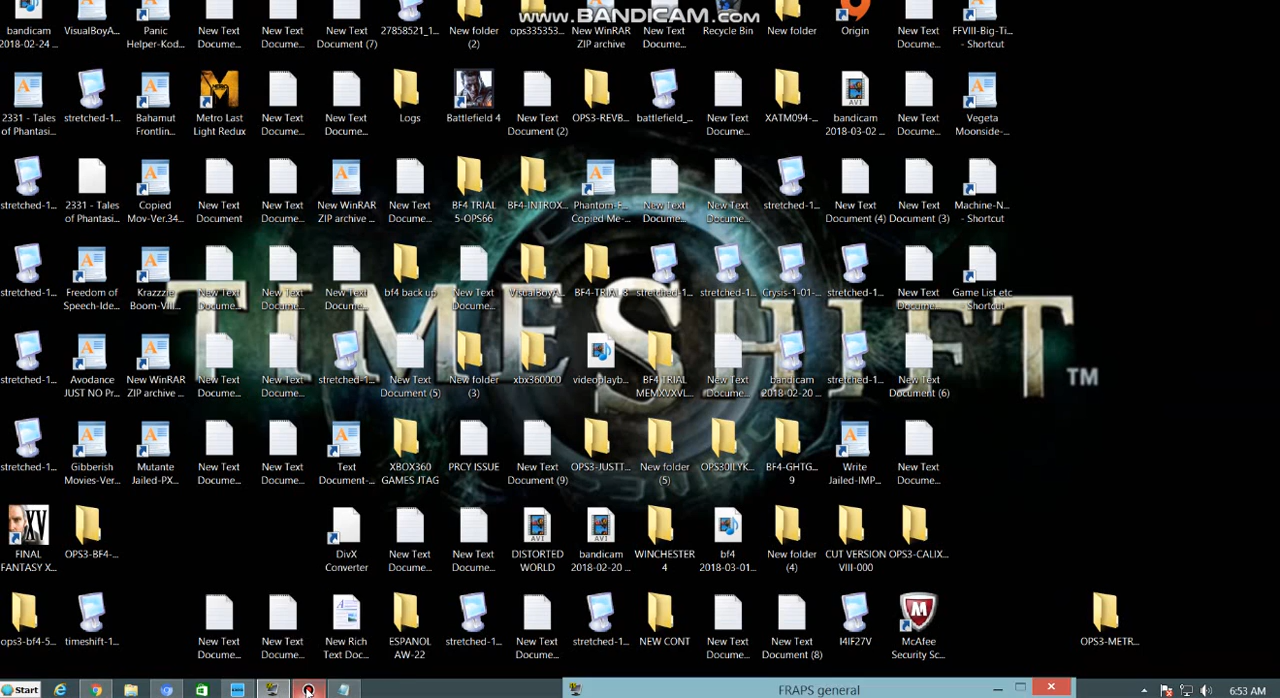 www.BANDICAM.com
bandicam 2018-02-24 ...
VisualBoyA...
Panic Helper-Kod...
New Text Docume...
New Text Docume...
New Text Document (7)
27858521_1...
New folder (2)
ops335353...
New WinRAR ZIP archive
New Text Docume...
Recycle Bin
New folder
Origin
New Text Docume...
FFVIII-Big-Ti... - Shortcut
2331 - Tales of Phantasi...
stretched-1...
Bahamut Frontlin...
Metro Last Light Redux
New Text Docume...
New Text Docume...
Logs
Battlefield 4
New Text Document (2)
OPS3-REVB...
battlefield_...
New Text Docume...
XATM094-...
bandicam 2018-03-02 ...
New Text Docume...
Vegeta Moonside-...
stretched-1...
2331 - Tales of Phantasi...
Copied Mov-Ver.34...
New Text Document
New Text Docume...
New WinRAR ZIP archive ...
New Text Docume...
BF4 TRIAL 5-OPS66
BF4-INTROX...
Phantom-F... Copied Me-...
New Text Docume...
New Text Docume...
stretched-1...
New Text Document (4)
New Text Document (3)
Machine-N... - Shortcut
stretched-1...
Freedom of Speech-Ide...
Krazzzie Boom-Vill...
New Text Docume...
New Text Docume...
New Text Docume...
bf4 back up
New Text Docume...
VisualBoyA...
BF4-TRIAL 8
stretched-1...
stretched-1...
Crysis-1-01-...
stretched-1...
New Text Docume...
Game List etc - Shortcut
TIMESHIFT™
stretched-1...
Avodance JUST NO Pr...
New WinRAR ZIP archive ...
New Text Docume...
New Text Docume...
stretched-1...
New Text Document (5)
New folder (3)
xbx360000
videoplayb...
BF4 TRIAL MEMXVXVL...
New Text Docume...
bandicam 2018-02-20 ...
stretched-1...
New Text Document (6)
stretched-1...
Gibberish Movies-Ver...
Mutante Jailed-PX...
New Text Docume...
New Text Docume...
Text Document-...
XBOX360 GAMES JTAG
PRCY ISSUE
New Text Document (9)
OPS3-JUSTT...
New folder (5)
OPS30ILYK...
BF4-GHTG... 9
Write Jailed-IMP...
New Text Docume...
FINAL FANTASY X...
OPS3-BF4-...
DivX Converter
New Text Docume...
New Text Docume...
DISTORTED WORLD
bandicam 2018-02-20 ...
WINCHESTER 4
bf4 2018-03-01...
New folder (4)
CUT VERSION VIII-000
OPS3-CALIX...
ops3-bf4-5...
timeshift-1...
New Text Docume...
New Text Docume...
New Rich Text Doc...
ESPANOL AW-22
stretched-1...
New Text Docume...
stretched-1...
NEW CONT
New Text Docume...
New Text Document (8)
I4IF27V
McAfee Security Sc...
OPS3-METR...
Start
FRAPS general
6:53 AM